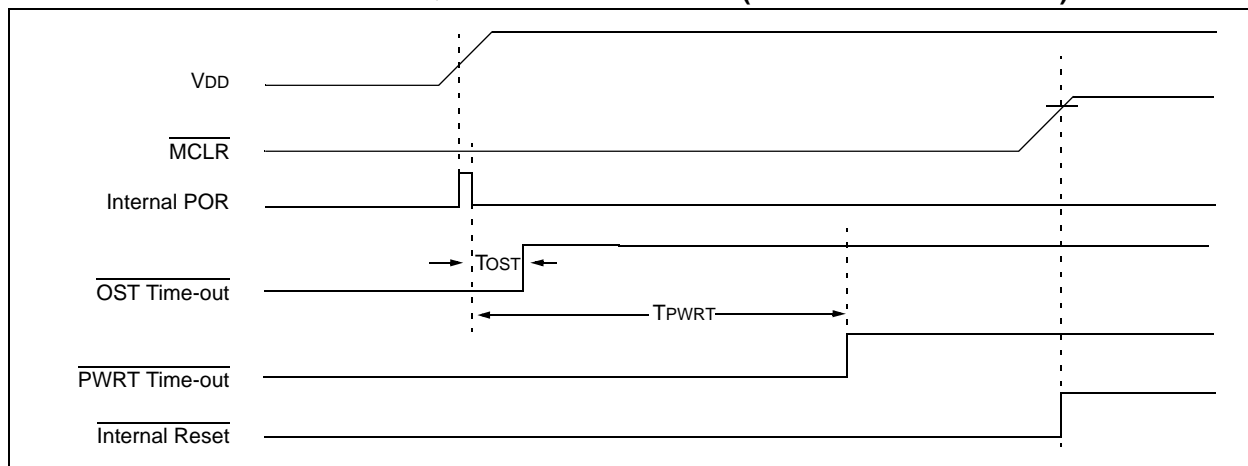 VDD
MCLR
Internal POR
TOST
OST Time-out
TPWRT
PWRT Time-out
Internal Reset